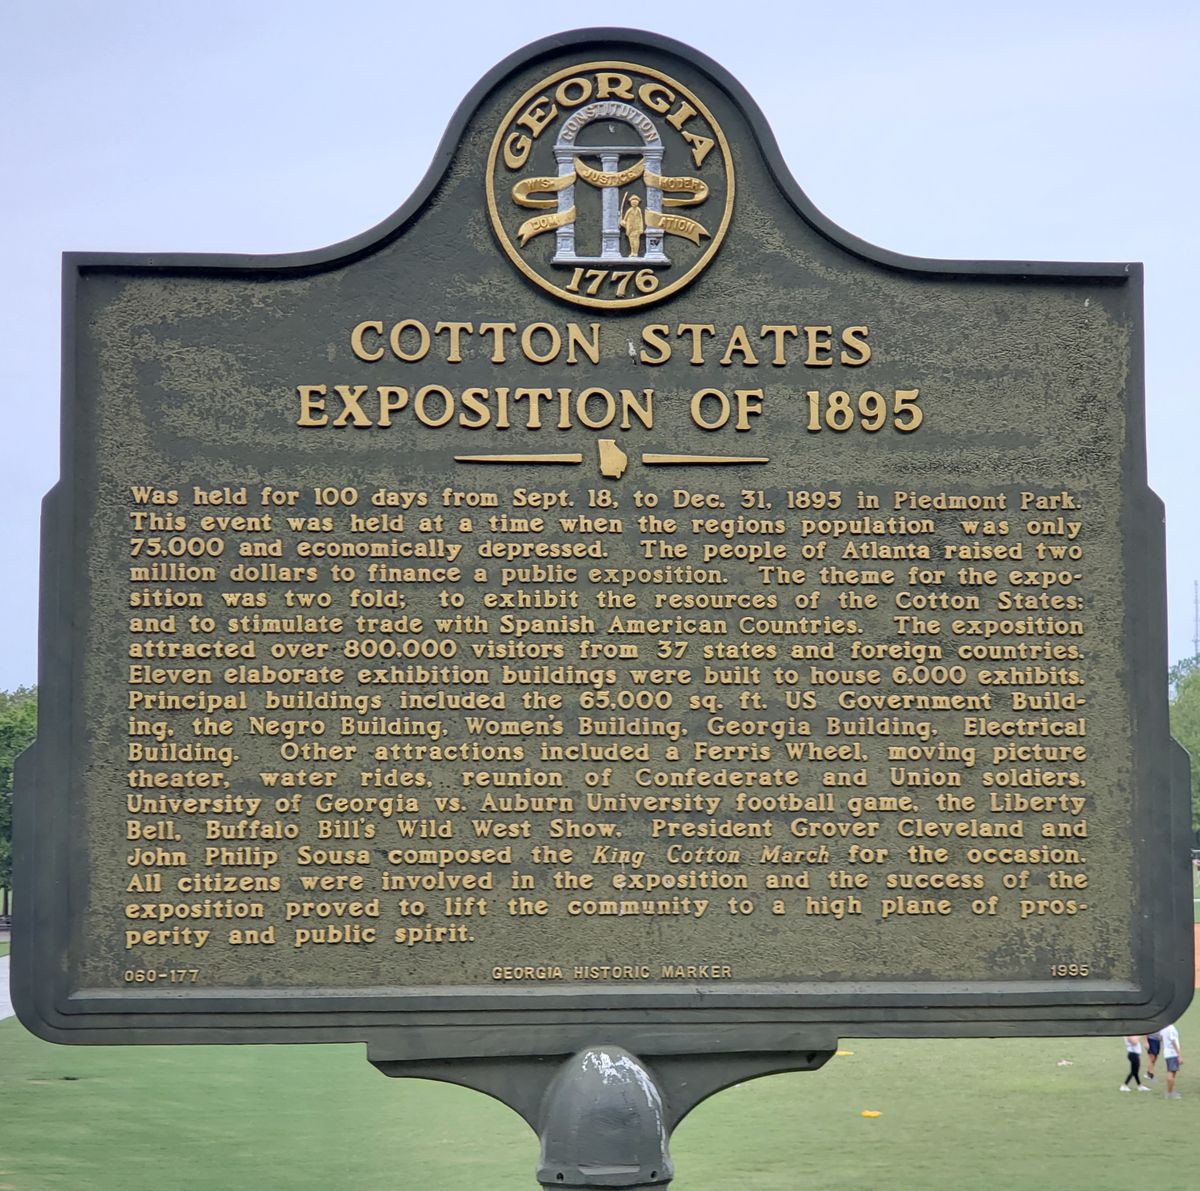 GEORGIA
CONSTITUTION
WIS- JUSTICE MODER-
DOM ATION
1776
COTTON STATES
EXPOSITION OF 1895
Was held for 100 days from Sept. 18, to Dec. 31, 1895 in Piedmont Park.
This event was held at a time when the regions population was only
75,000 and economically depressed. The people of Atlanta raised two
million dollars to finance a public exposition. The theme for the expo-
sition was two fold; to exhibit the resources of the Cotton States;
and to stimulate trade with Spanish American Countries. The exposition
attracted over 800,000 visitors from 37 states and foreign countries.
Eleven elaborate exhibition buildings were built to house 6,000 exhibits.
Principal buildings included the 65,000 sq. ft. US Government Build-
ing, the Negro Building, Women's Building, Georgia Building, Electrical
Building. Other attractions included a Ferris Wheel, moving picture
theater, water rides, reunion of Confederate and Union soldiers,
University of Georgia vs. Auburn University football game, the Liberty
Bell, Buffalo Bill's Wild West Show, President Grover Cleveland and
John Philip Sousa composed the King Cotton March for the occasion.
All citizens were involved in the exposition and the success of the
exposition proved to lift the community to a high plane of pros-
perity and public spirit.
060-177 GEORGIA HISTORIC MARKER 1995